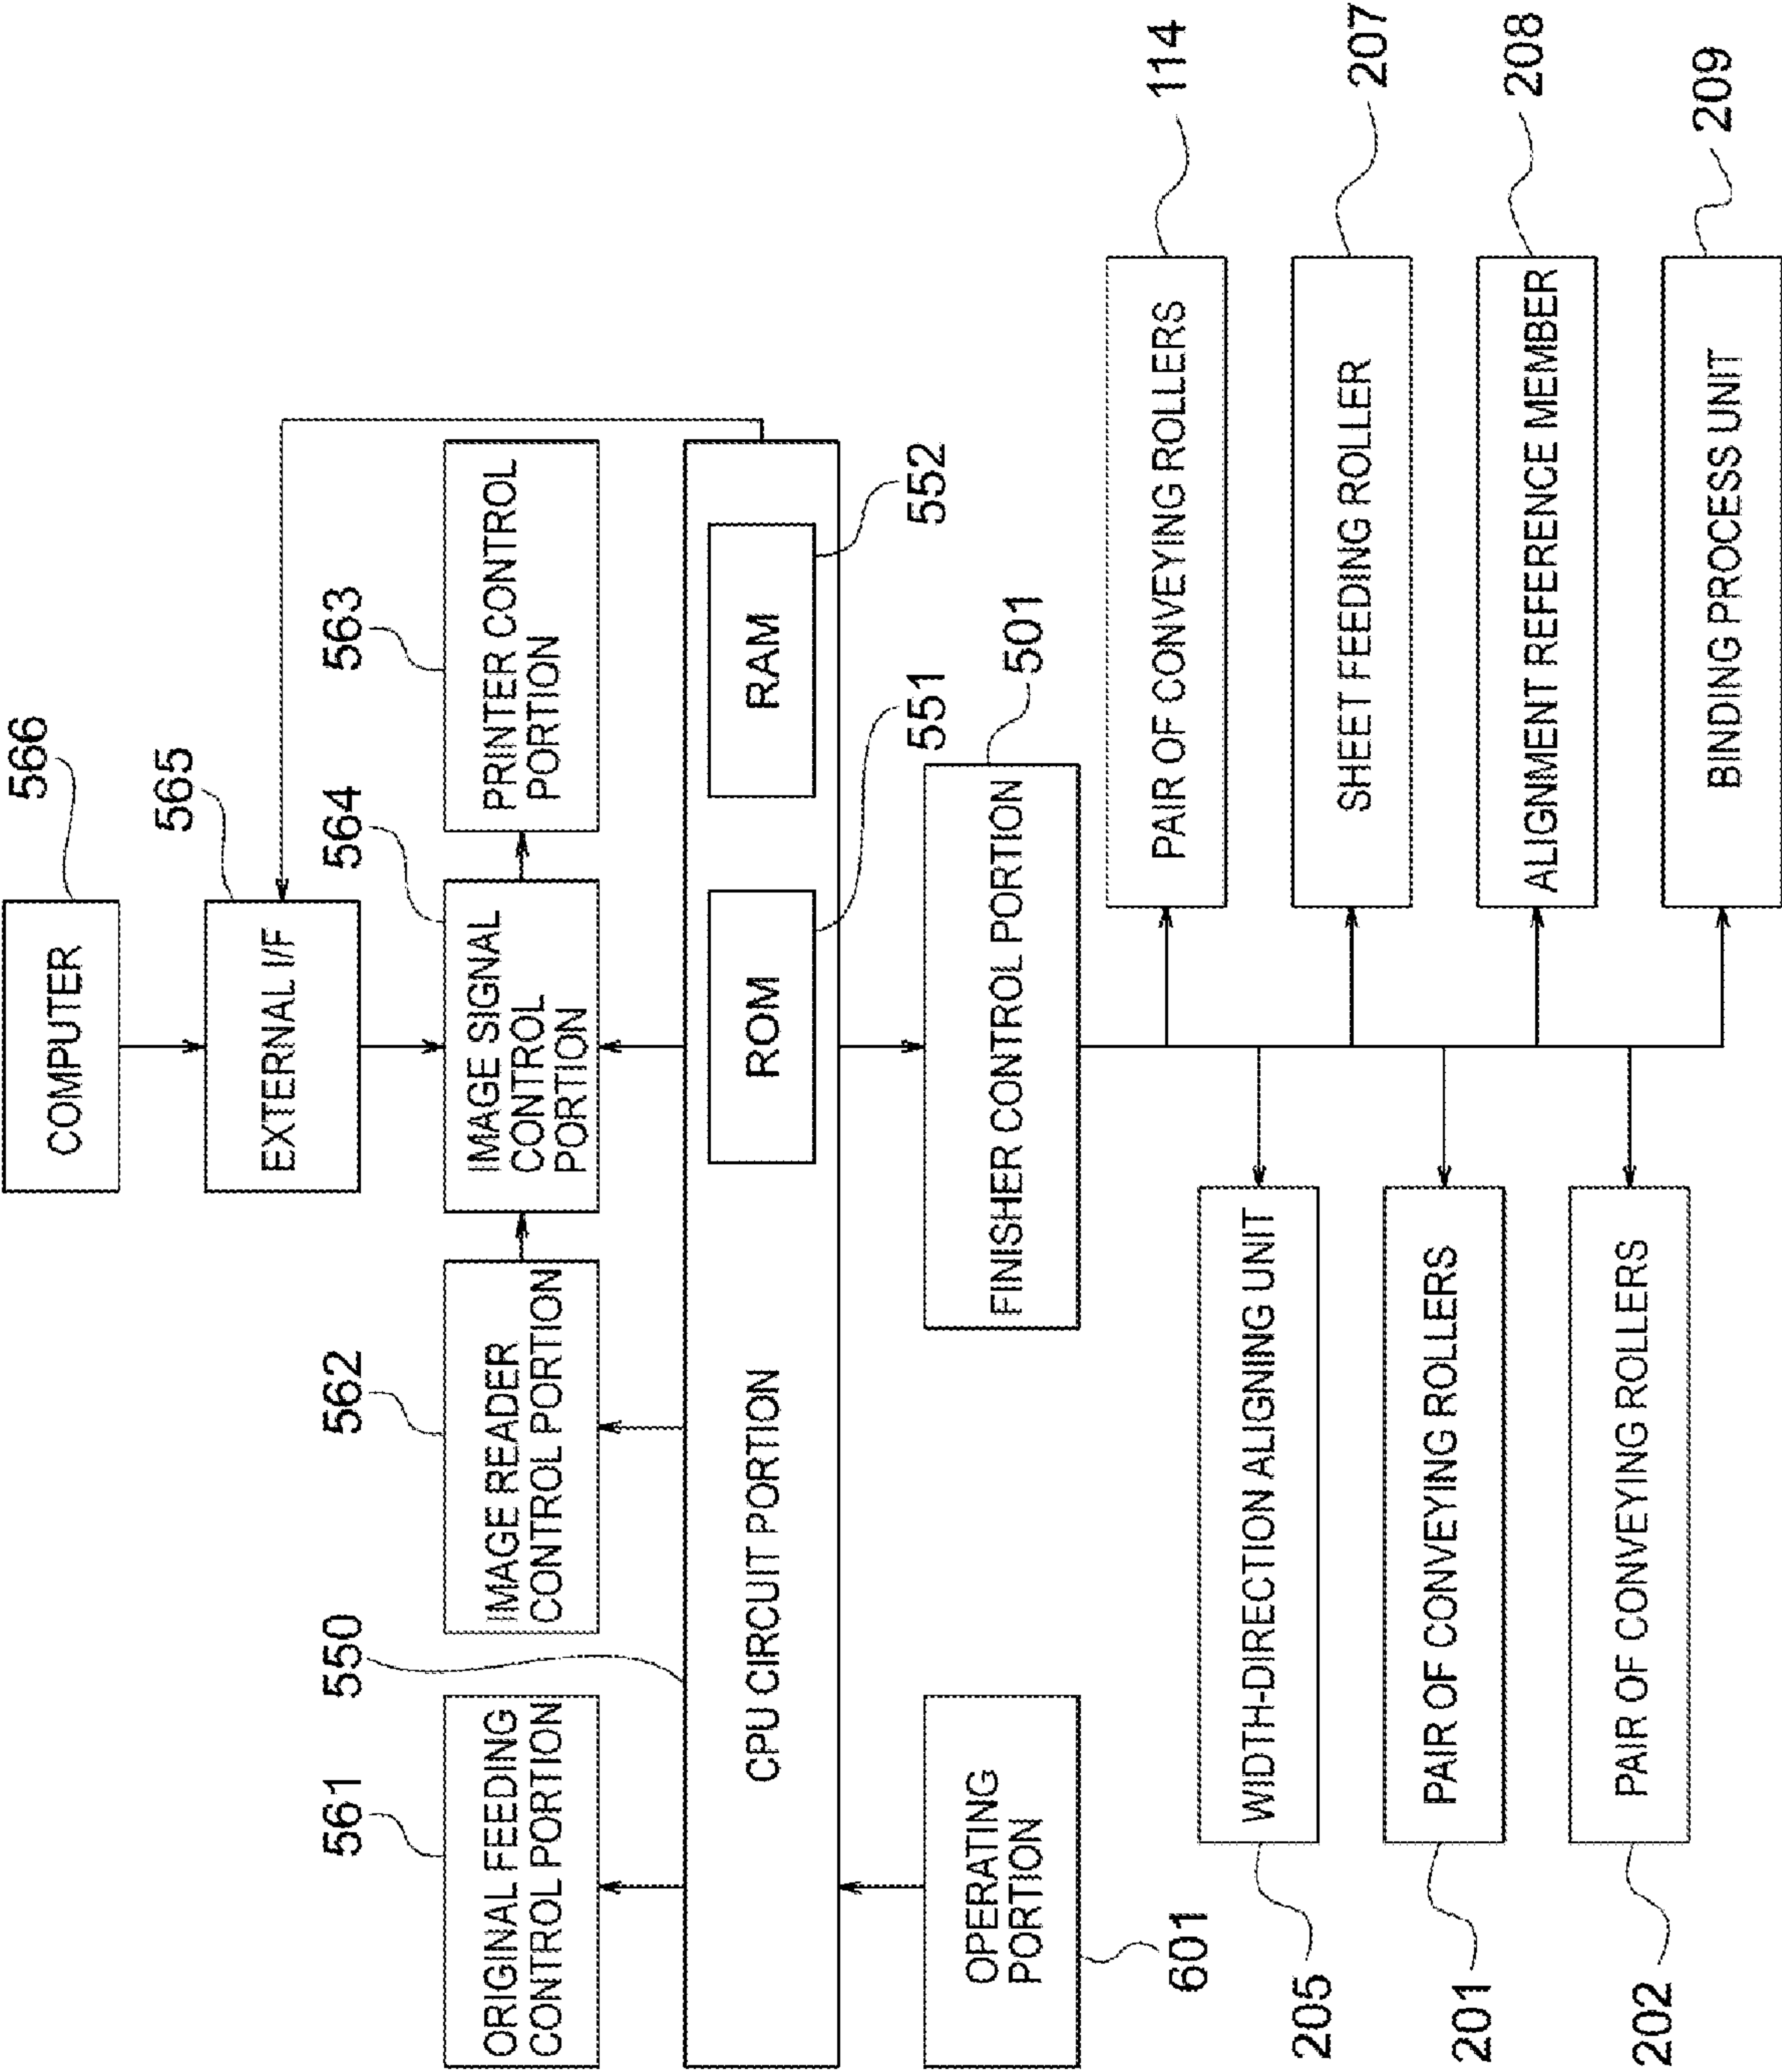 566
COMPUTER
565
EXTERNAL I/F
561
550
562
564
563
ORIGINAL FEEDING
CONTROL PORTION
IMAGE READER
CONTROL PORTION
IMAGE SIGNAL
CONTROL
PORTION
PRINTER CONTROL
PORTION
CPU CIRCUIT PORTION
ROM
RAM
551
552
OPERATING
PORTION
601
FINISHER CONTROL PORTION
501
PAIR OF CONVEYING ROLLERS
114
205
WIDTH-DIRECTION ALIGNING UNIT
SHEET FEEDING ROLLER
207
201
PAIR OF CONVEYING ROLLERS
ALIGNMENT REFERENCE MEMBER
208
202
PAIR OF CONVEYING ROLLERS
BINDING PROCESS UNIT
209